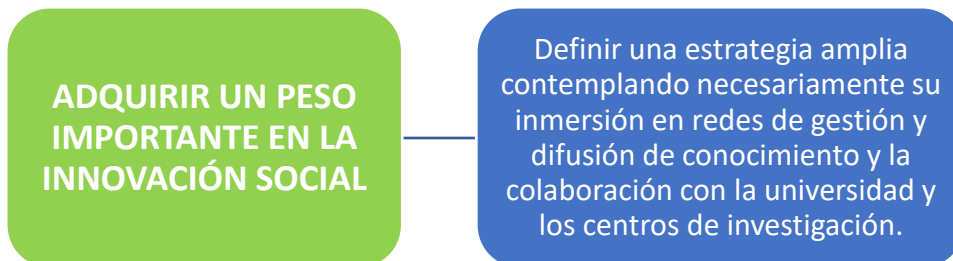 ADQUIRIR UN PESO
IMPORTANTE EN LA
INNOVACIÓN SOCIAL
Definir una estrategia amplia
contemplando necesariamente su
inmersión en redes de gestión y
difusión de conocimiento y la
colaboración con la universidad y
los centros de investigación.